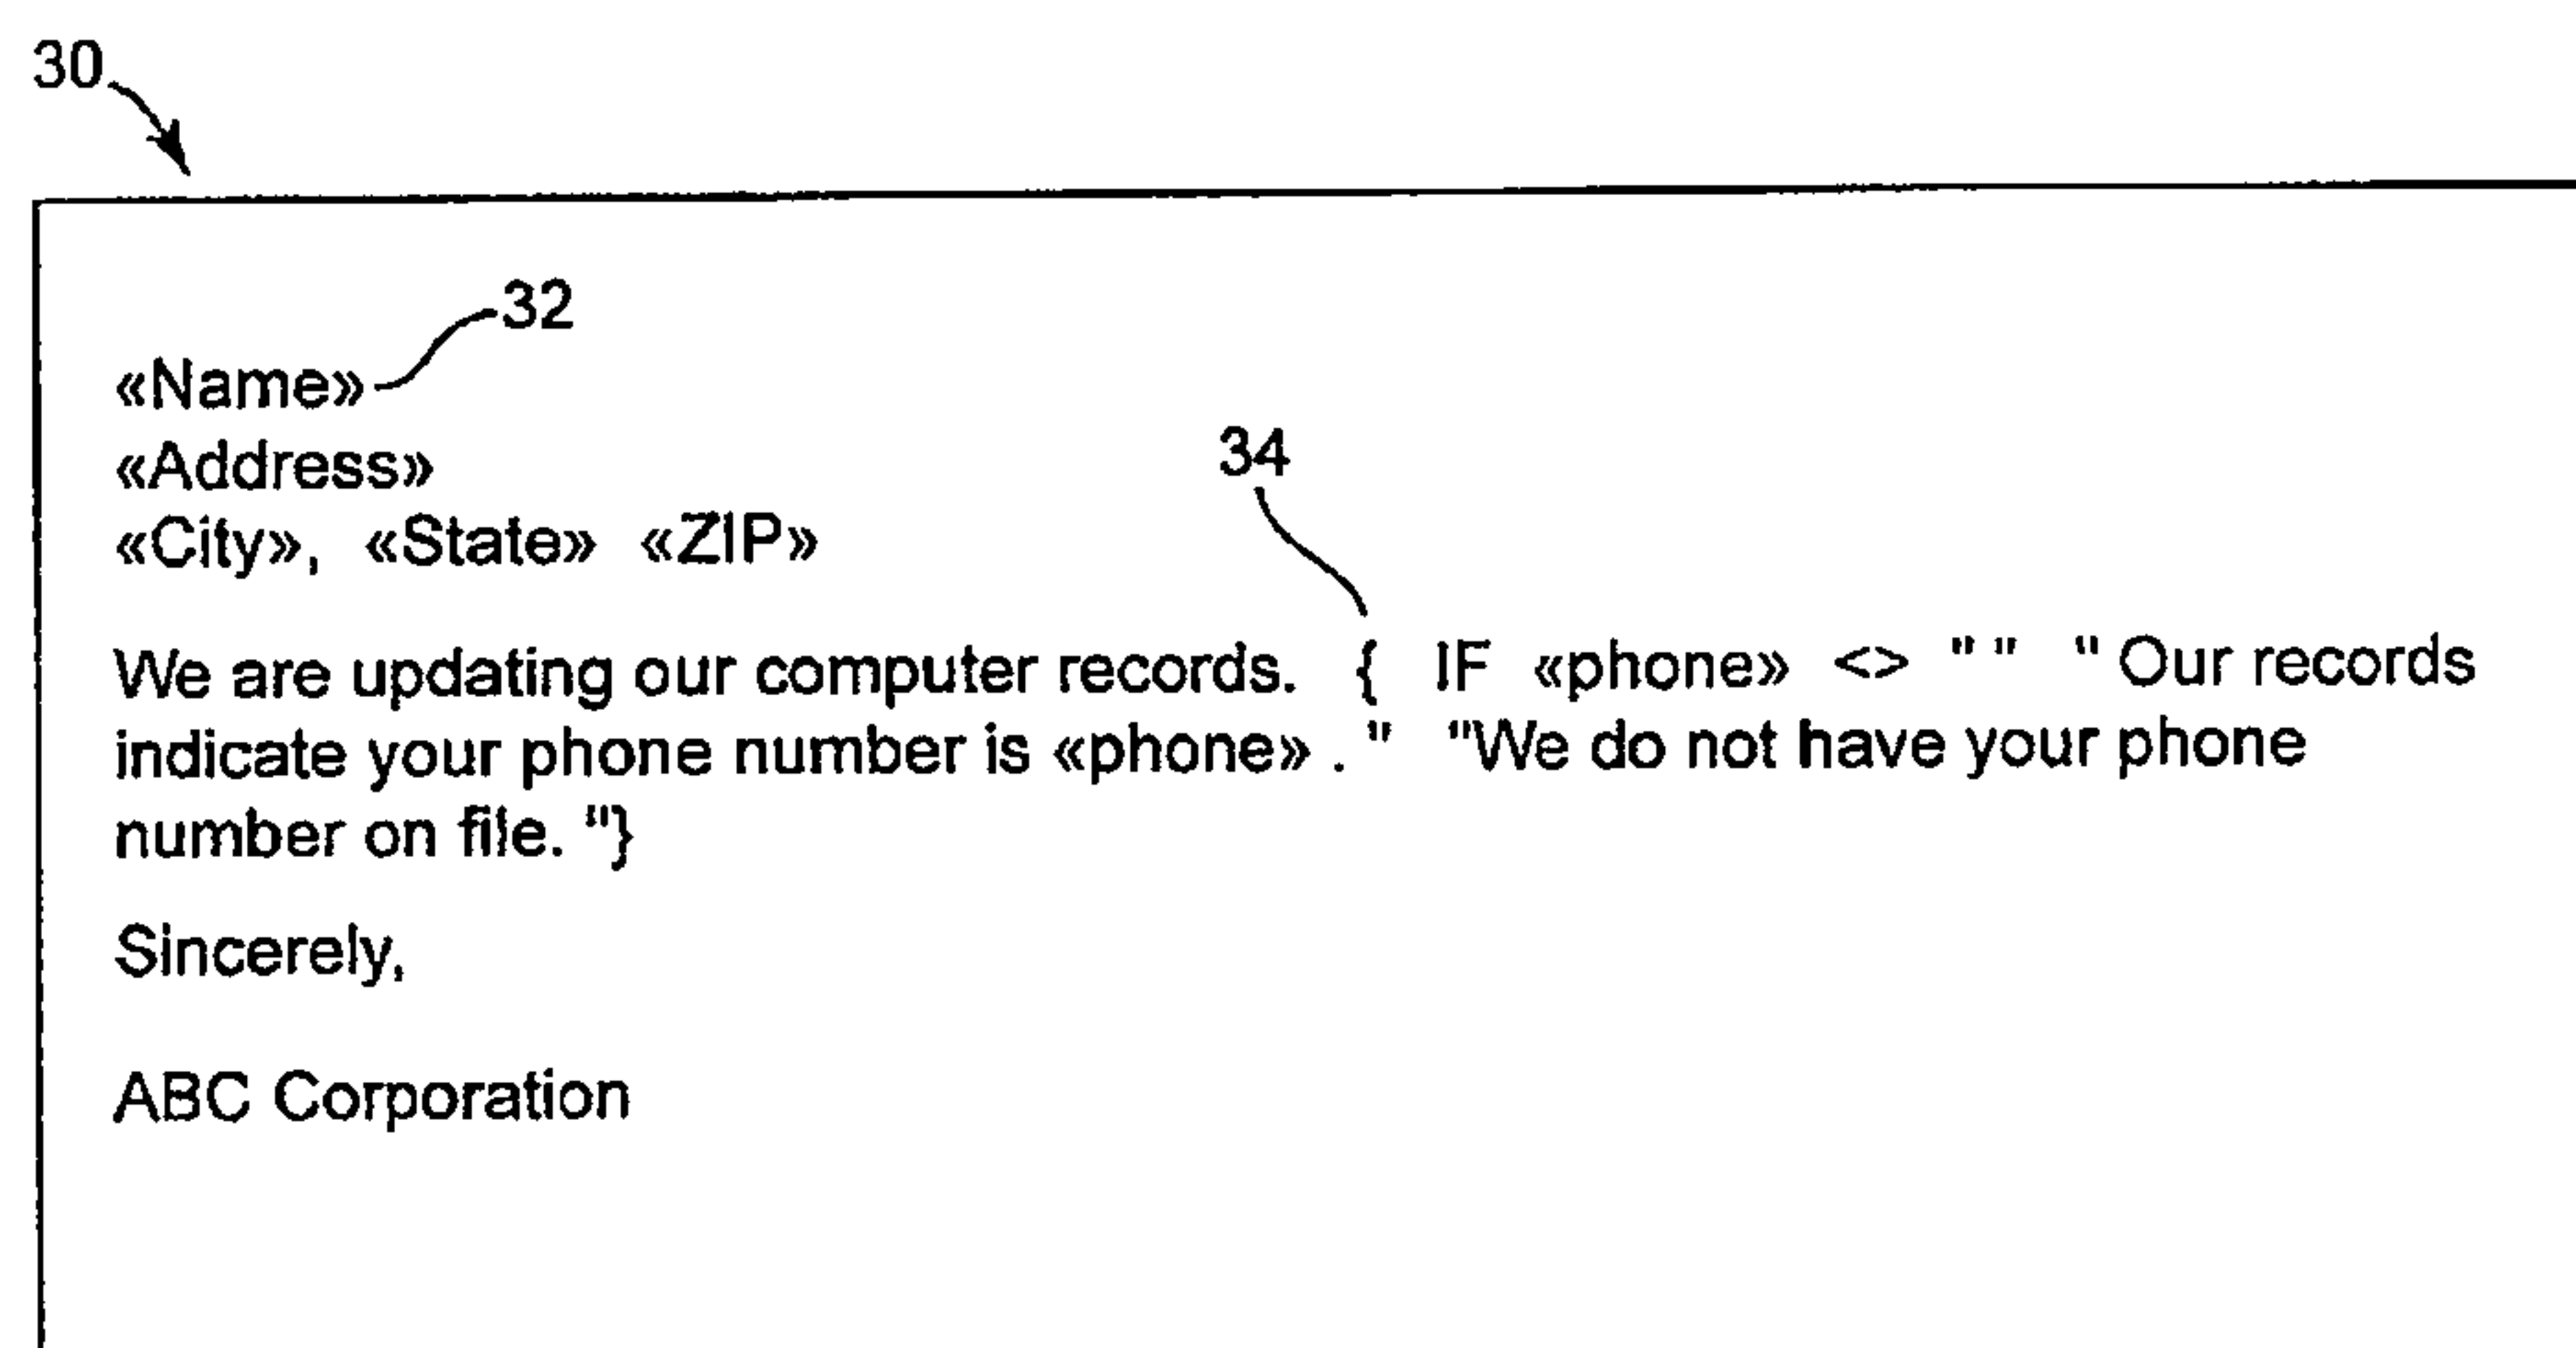 30
32
«Name»
«Address»
34
«City», «State» «ZIP»
We are updating our computer records. { IF «phone» <> " " " Our records
indicate your phone number is «phone» . " "We do not have your phone
number on file. "}
Sincerely,
ABC Corporation